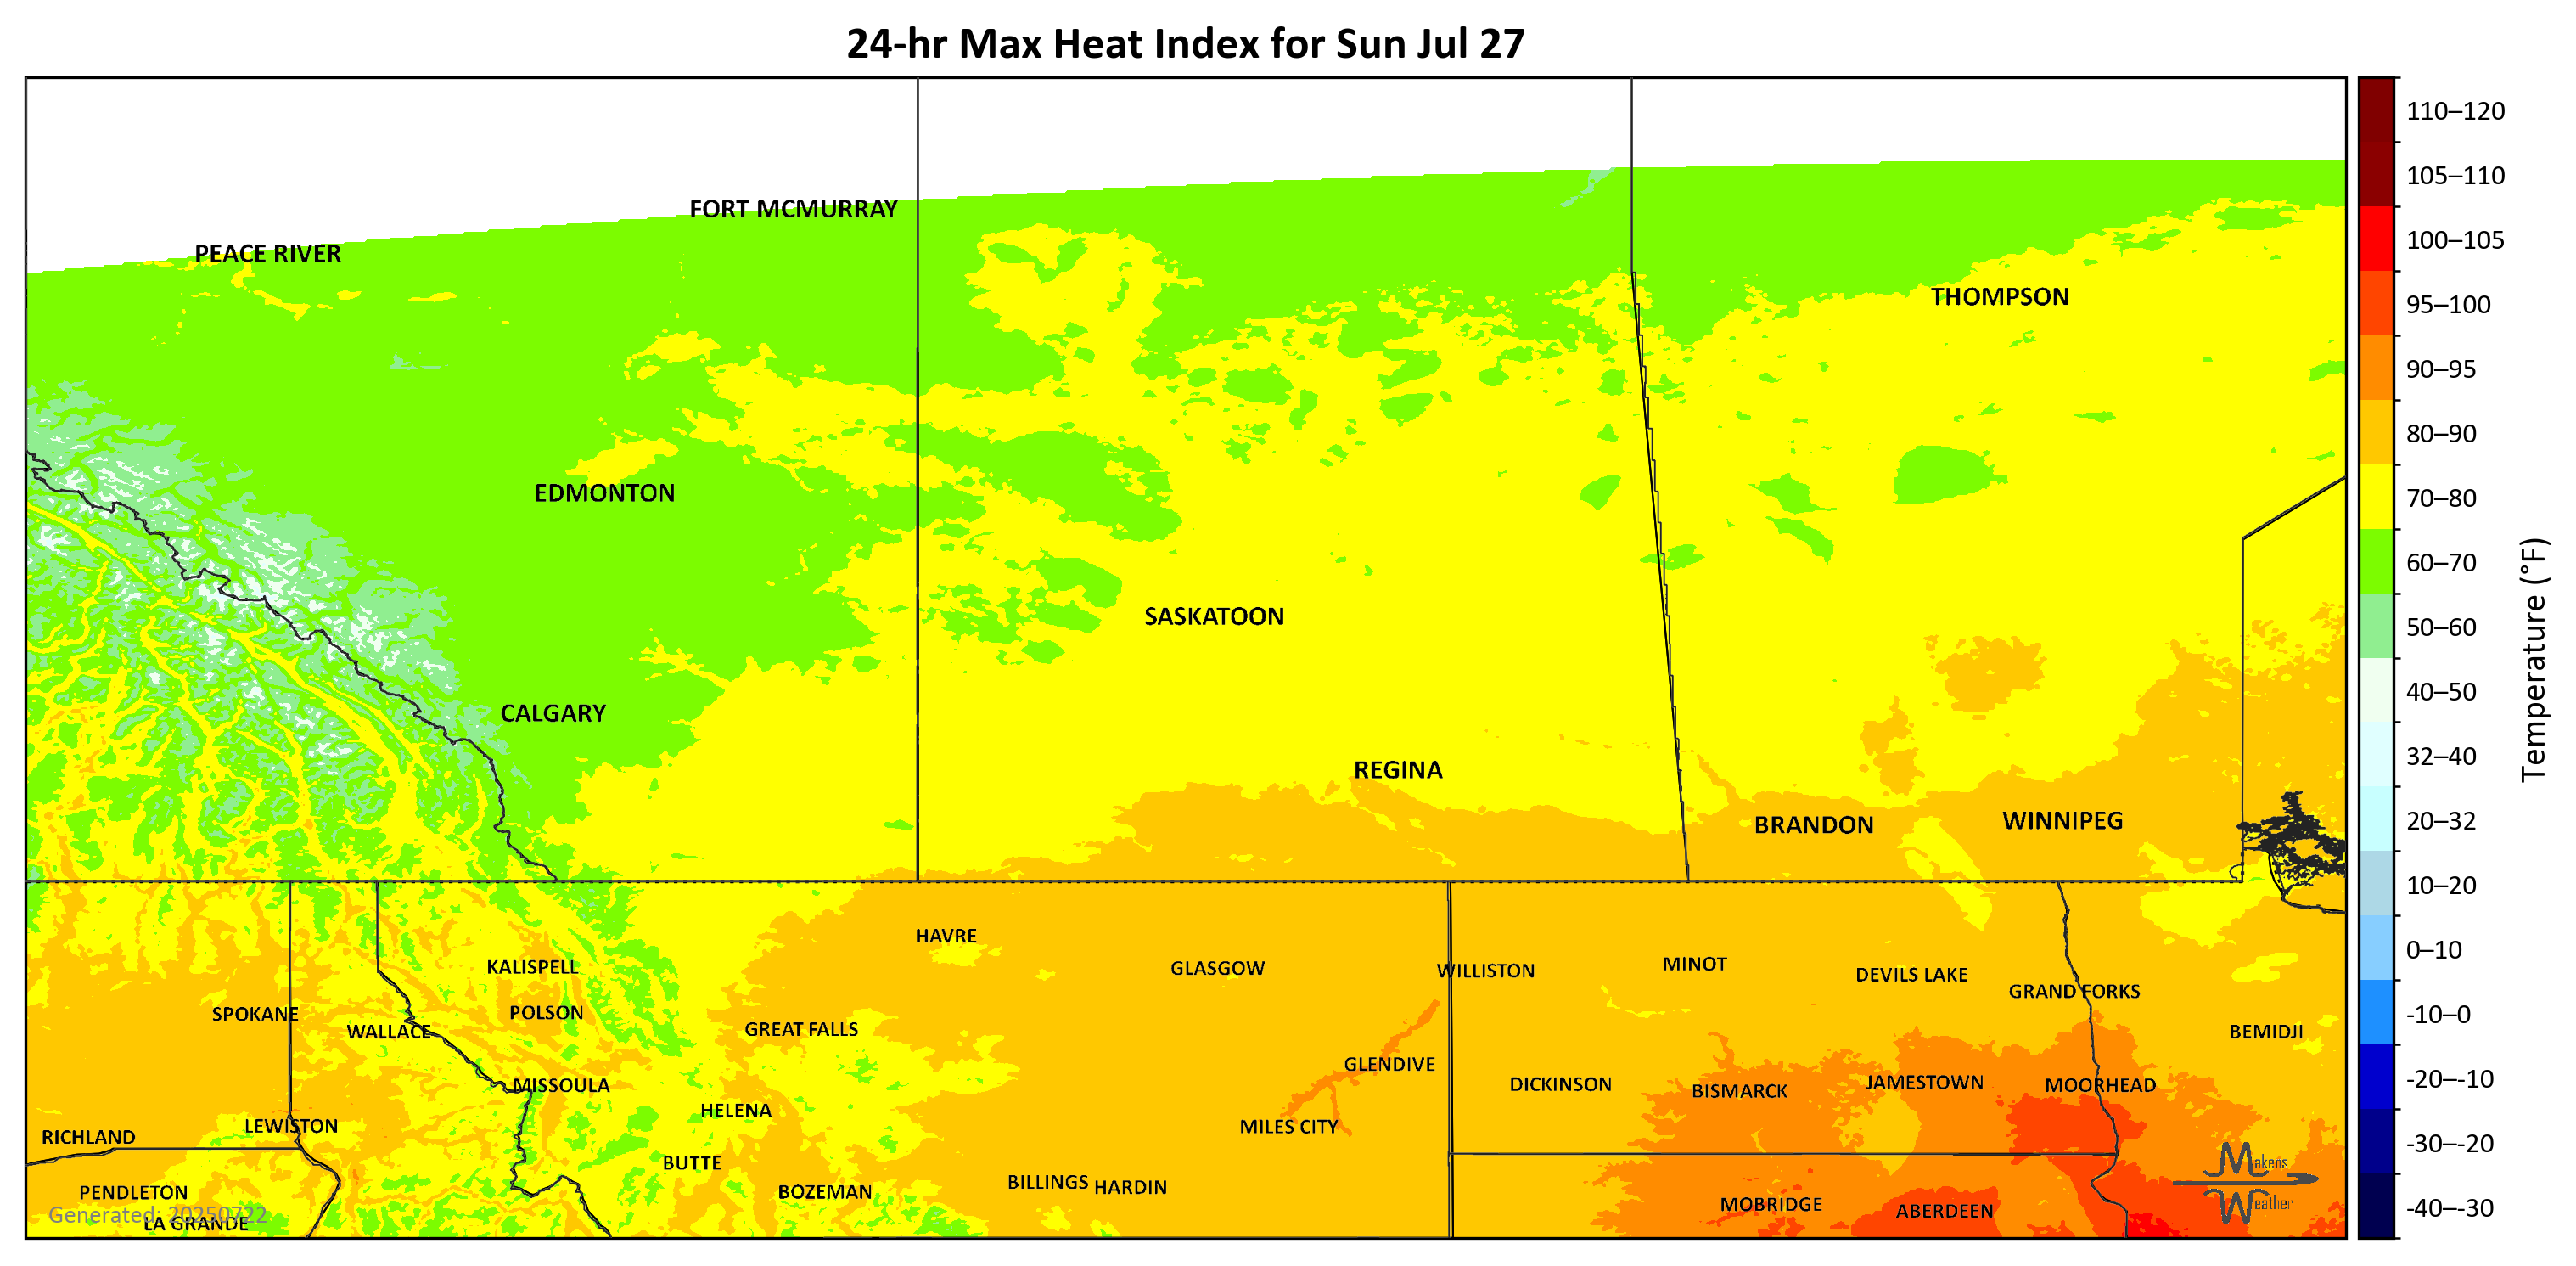 24-hr Max Heat Index for Sun Jul 27
FORT MCMURRAY
PEACE RIVER
THOMPSON
EDMONTON
SASKATOON
CALGARY
REGINA
BRANDON
WINNIPEG
HAVRE
KALISPELL
GLASGOW
WILLISTON
MINOT
DEVILS LAKE
GRAND FORKS
SPOKANE
POLSON
WALLACE
GREAT FALLS
BEMIDJI
GLENDIVE
MISSOULA
DICKINSON
BISMARCK
JAMESTOWN
MOORHEAD
HELENA
LEWISTON
MILES CITY
RICHLAND
BUTTE
PENDLETON
BOZEMAN
BILLINGS
HARDIN
MOBRIDGE
ABERDEEN
LA GRANDE
Generated: 20250722
Makens
Weather
110–120
105–110
100–105
95–100
90–95
80–90
70–80
60–70
50–60
40–50
32–40
20–32
10–20
0–10
-10–0
-20–-10
-30–-20
-40–-30
Temperature (°F)